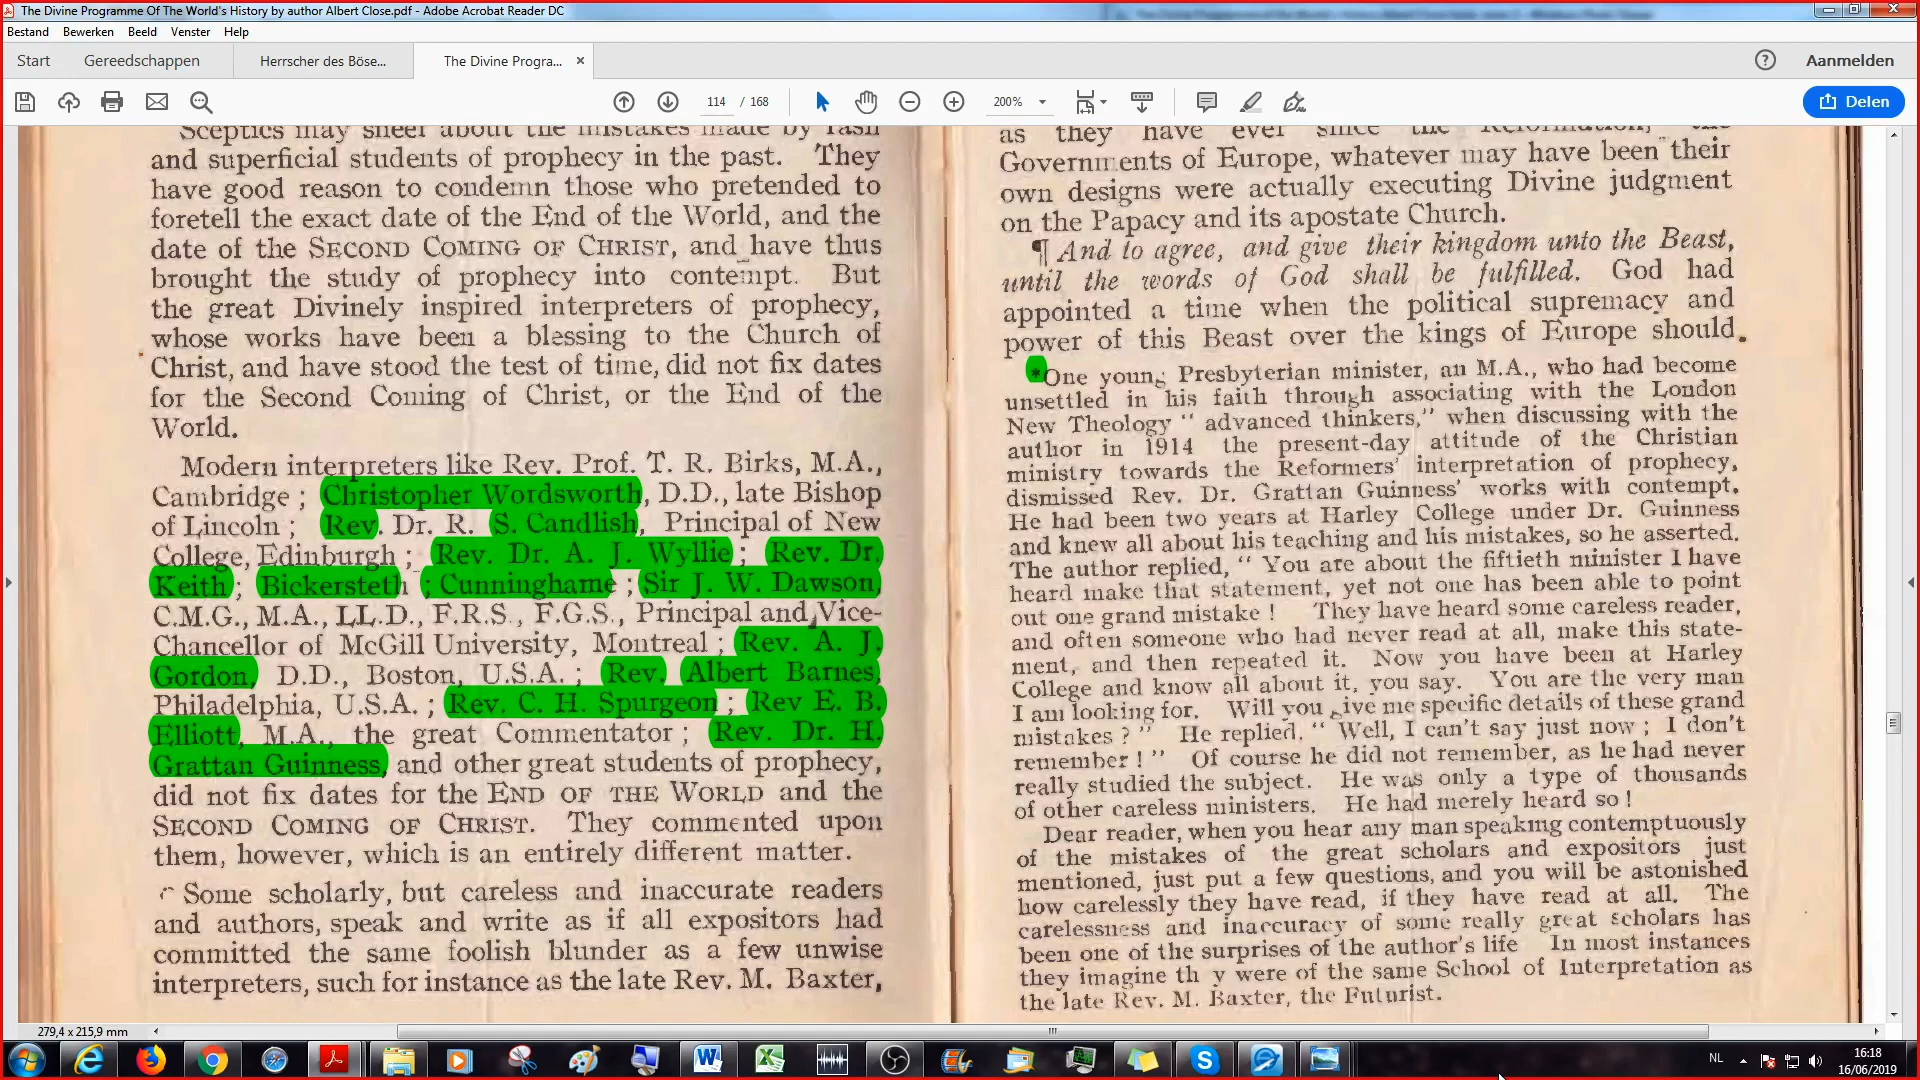 The Divine Programme Of The World's History by author Albert Close.pdf - Adobe Acrobat Reader DC
Bestand Bewerken Beeld Venster Help
Start Gereedschappen Herrscher des Böse... The Divine Progra... ×
Aanmelden
114 / 168 200% Delen
Sceptics may sneer about the mistakes made by rash
and superficial students of prophecy in the past. They
have good reason to condemn those who pretended to
foretell the exact date of the End of the World, and the
date of the SECOND COMING OF CHRIST, and have thus
brought the study of prophecy into contempt. But
the great Divinely inspired interpreters of prophecy,
whose works have been a blessing to the Church of
Christ, and have stood the test of time, did not fix dates
for the Second Coming of Christ, or the End of the
World.
Modern interpreters like Rev. Prof. T. R. Birks, M.A.,
Cambridge ; Christopher Wordsworth, D.D., late Bishop
of Lincoln ; Rev. Dr. R. S. Candlish, Principal of New
College, Edinburgh ; Rev. Dr. A. J. Wyllie ; Rev. Dr.
Keith ; Bickersteth ; Cunninghame ; Sir J. W. Dawson,
C.M.G., M.A., LL.D., F.R.S., F.G.S., Principal and Vice-
Chancellor of McGill University, Montreal ; Rev. A. J.
Gordon, D.D., Boston, U.S.A. ; Rev. Albert Barnes,
Philadelphia, U.S.A. ; Rev. C. H. Spurgeon ; Rev E. B.
Elliott, M.A., the great Commentator ; Rev. Dr. H.
Grattan Guinness, and other great students of prophecy,
did not fix dates for the END OF THE WORLD and the
SECOND COMING OF CHRIST. They commented upon
them, however, which is an entirely different matter.
Some scholarly, but careless and inaccurate readers
and authors, speak and write as if all expositors had
committed the same foolish blunder as a few unwise
interpreters, such for instance as the late Rev. M. Baxter,
as they have ever since the Reformation, the
Governments of Europe, whatever may have been their
own designs were actually executing Divine judgment
on the Papacy and its apostate Church.
¶ And to agree, and give their kingdom unto the Beast,
until the words of God shall be fulfilled. God had
appointed a time when the political supremacy and
power of this Beast over the kings of Europe should.
*One young Presbyterian minister, an M.A., who had become
unsettled in his faith through associating with the London
New Theology " advanced thinkers," when discussing with the
author in 1914 the present-day attitude of the Christian
ministry towards the Reformers' interpretation of prophecy,
dismissed Rev. Dr. Grattan Guinness' works with contempt.
He had been two years at Harley College under Dr. Guinness
and knew all about his teaching and his mistakes, so he asserted.
The author replied, " You are about the fiftieth minister I have
heard make that statement, yet not one has been able to point
out one grand mistake ! They have heard some careless reader,
and often someone who had never read at all, make this state-
ment, and then repeated it. Now you have been at Harley
College and know all about it, you say. You are the very man
I am looking for. Will you give me specific details of these grand
mistakes ? " He replied. " Well, I can't say just now ; I don't
remember ! " Of course he did not remember, as he had never
really studied the subject. He was only a type of thousands
of other careless ministers. He had merely heard so !
Dear reader, when you hear any man speaking contemptuously
of the mistakes of the great scholars and expositors just
mentioned, just put a few questions, and you will be astonished
how carelessly they have read, if they have read at all. The
carelessness and inaccuracy of some really great scholars has
been one of the surprises of the author's life In most instances
they imagine th y were of the same School of Interpretation as
the late Rev. M. Baxter, the Futurist.
279,4 x 215,9 mm
NL 16:18
16/06/2019